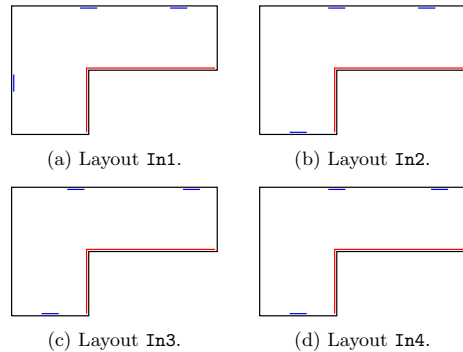 (a) Layout In1.
(b) Layout In2.
(c) Layout In3.
(d) Layout In4.